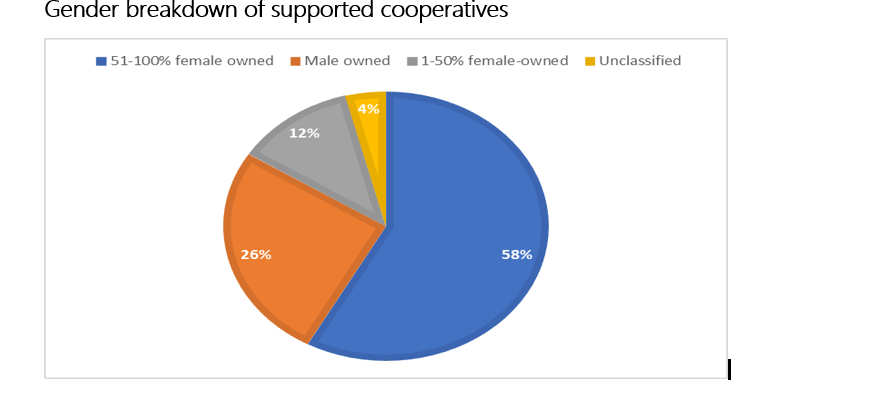 Gender breakdown of supported cooperatives
51-100% female owned Male owned 1-50% female-owned Unclassified
4%
12%
26%
58%